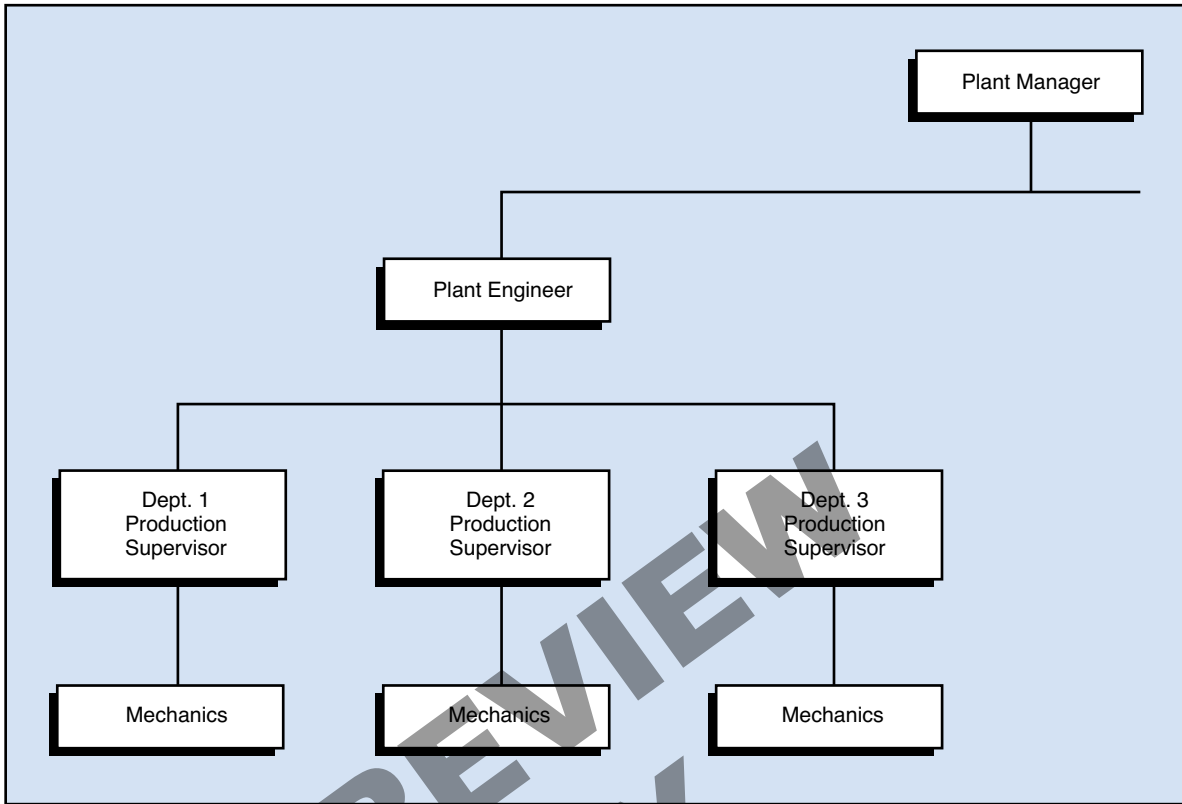 Plant Manager
Plant Engineer
Dept. 1
Production
Supervisor
Dept. 2
Production
Supervisor
Dept. 3
Production
Supervisor
Mechanics
Mechanics
Mechanics
REVIEW